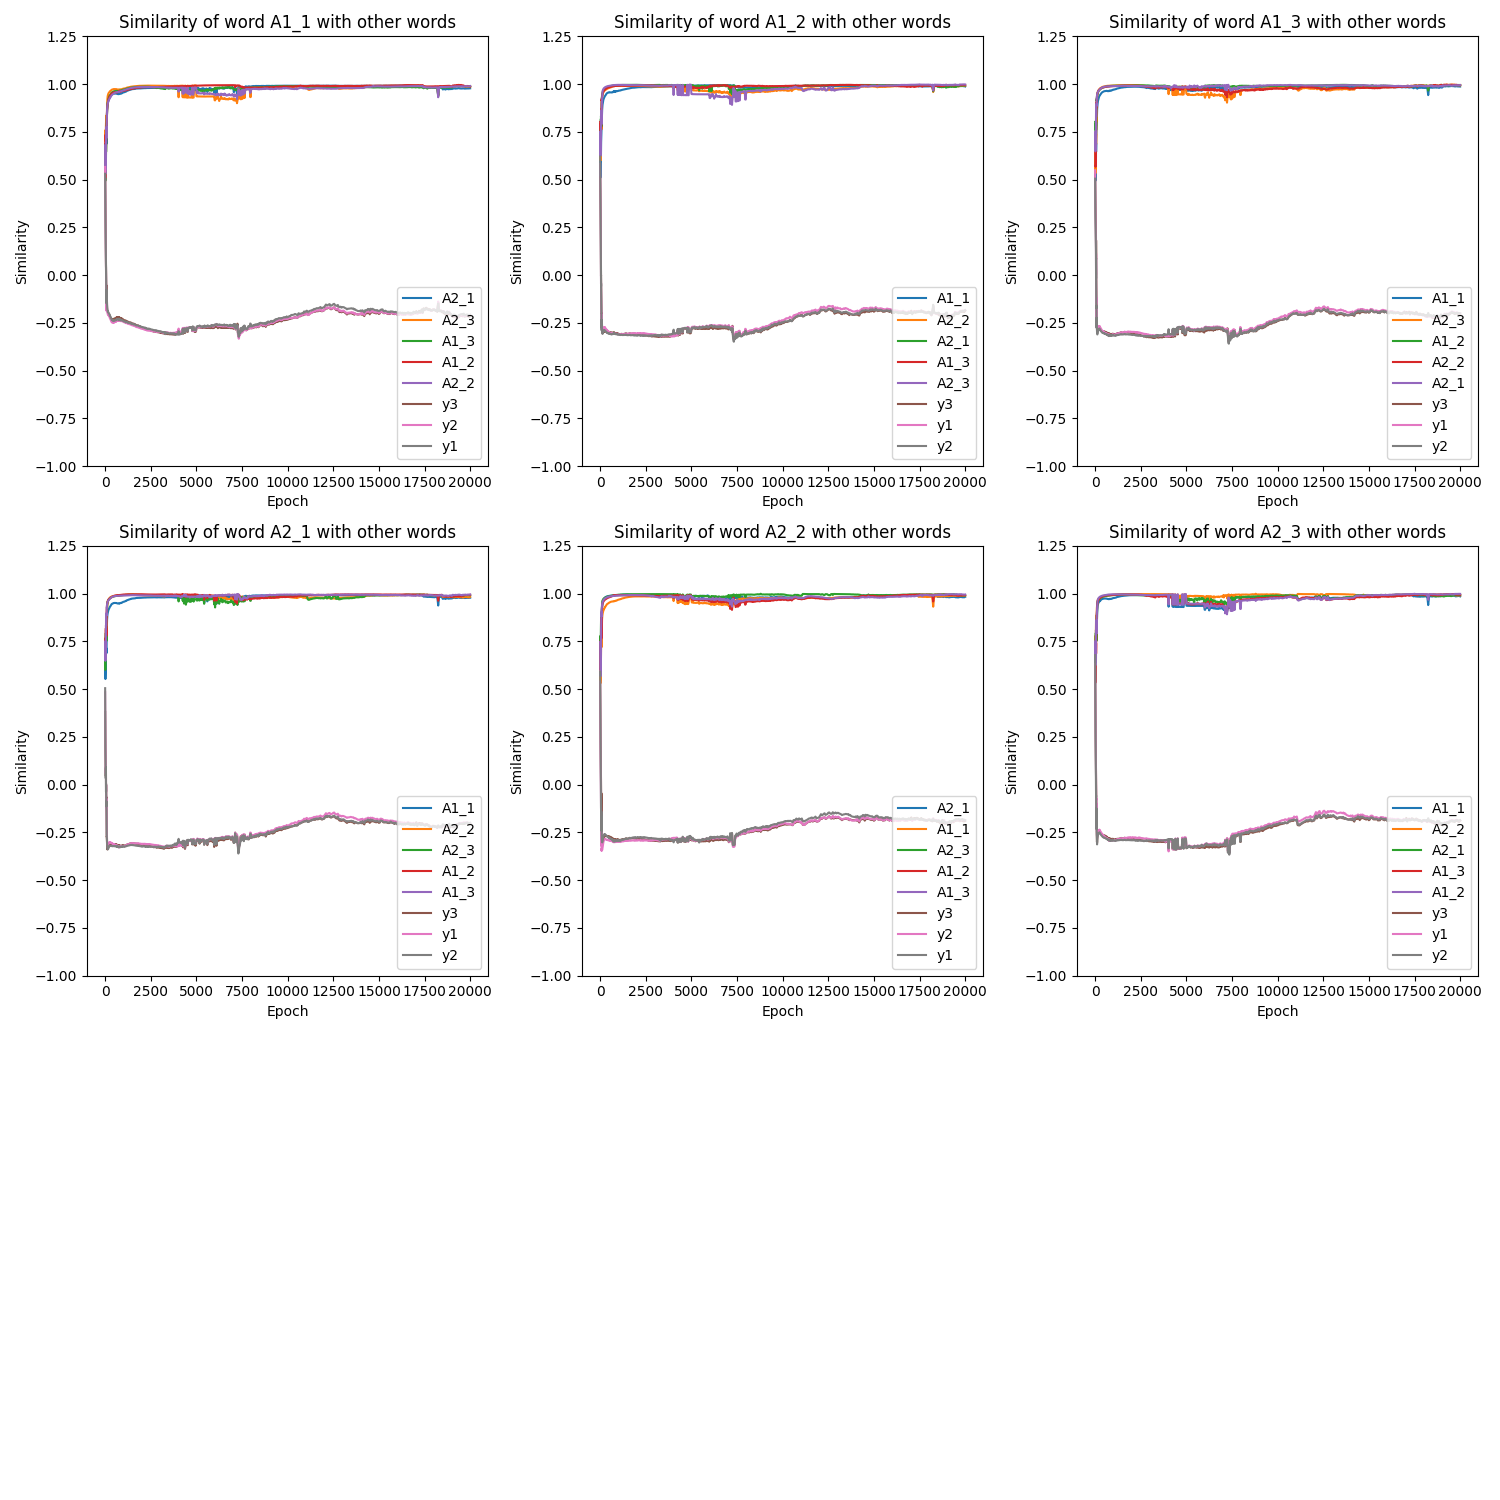 Similarity of word A1_1 with other words
1.25
1.00
0.75
0.50
0.25
0.00
−0.25
−0.50
−0.75
−1.00
Similarity
A2_1
A2_3
A1_3
A1_2
A2_2
y3
y2
y1
0 2500 5000 7500 10000 12500 15000 17500 20000
Epoch
Similarity of word A1_2 with other words
1.25
1.00
0.75
0.50
0.25
0.00
−0.25
−0.50
−0.75
−1.00
Similarity
A1_1
A2_2
A2_1
A1_3
A2_3
y3
y1
y2
0 2500 5000 7500 10000 12500 15000 17500 20000
Epoch
Similarity of word A1_3 with other words
1.25
1.00
0.75
0.50
0.25
0.00
−0.25
−0.50
−0.75
−1.00
Similarity
A1_1
A2_3
A1_2
A2_2
A2_1
y3
y1
y2
0 2500 5000 7500 10000 12500 15000 17500 20000
Epoch
Similarity of word A2_1 with other words
1.25
1.00
0.75
0.50
0.25
0.00
−0.25
−0.50
−0.75
−1.00
Similarity
A1_1
A2_2
A2_3
A1_2
A1_3
y3
y1
y2
0 2500 5000 7500 10000 12500 15000 17500 20000
Epoch
Similarity of word A2_2 with other words
1.25
1.00
0.75
0.50
0.25
0.00
−0.25
−0.50
−0.75
−1.00
Similarity
A2_1
A1_1
A2_3
A1_2
A1_3
y3
y2
y1
0 2500 5000 7500 10000 12500 15000 17500 20000
Epoch
Similarity of word A2_3 with other words
1.25
1.00
0.75
0.50
0.25
0.00
−0.25
−0.50
−0.75
−1.00
Similarity
A1_1
A2_2
A2_1
A1_3
A1_2
y3
y1
y2
0 2500 5000 7500 10000 12500 15000 17500 20000
Epoch